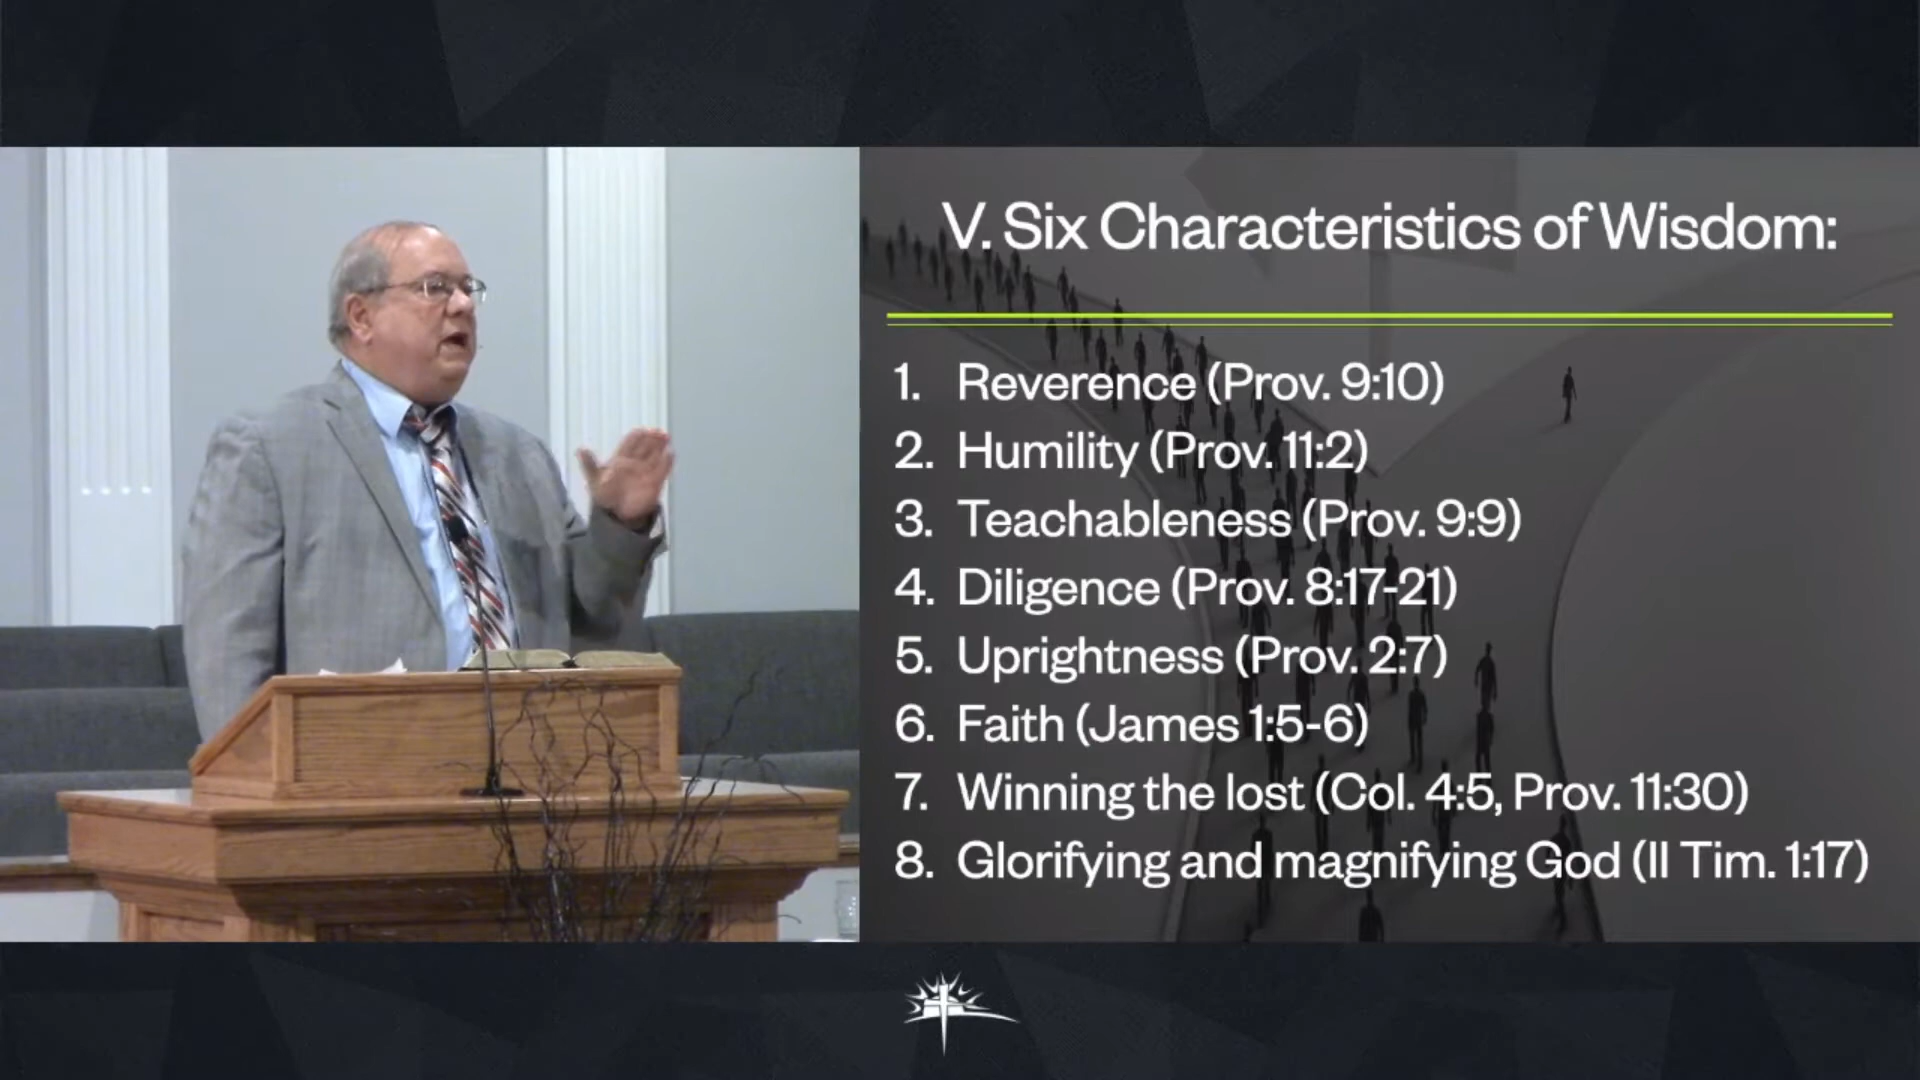 V. Six Characteristics of Wisdom:
1. Reverence (Prov. 9:10)
2. Humility (Prov. 11:2)
3. Teachableness (Prov. 9:9)
4. Diligence (Prov. 8:17-21)
5. Uprightness (Prov. 2:7)
6. Faith (James 1:5-6)
7. Winning the lost (Col. 4:5, Prov. 11:30)
8. Glorifying and magnifying God (II Tim. 1:17)